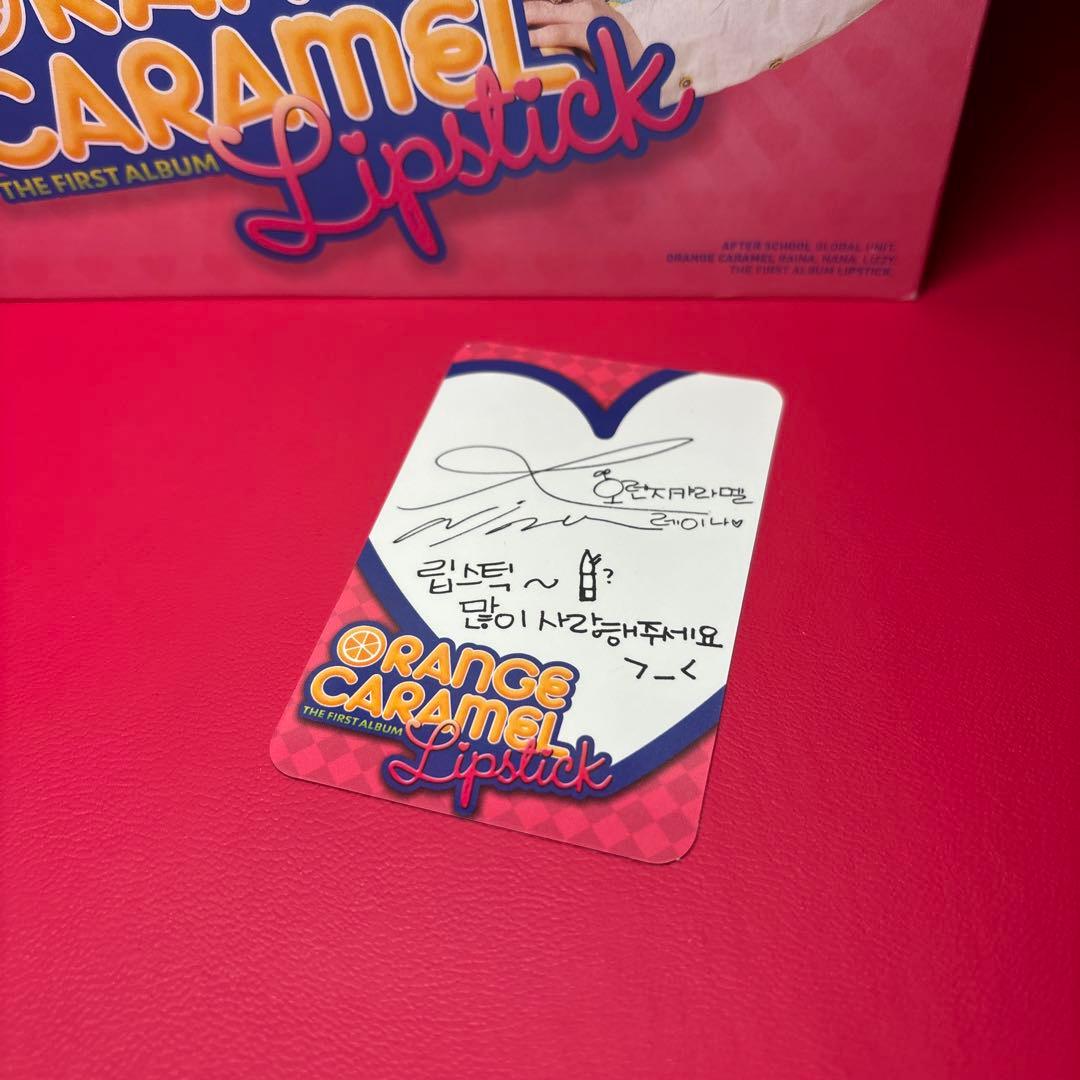 ORANGE
CARAMEL
Lipstick
THE FIRST ALBUM
AFTER SCHOOL GLOBAL UNIT.
ORANGE CARAMEL RAINA, NANA, LIZZY
THE FIRST ALBUM LIPSTICK.
오렌지카라멜
레이나♥
립스틱 ~ ?
많이 사랑해주세요
>_<
ORANGE
CARAMEL
THE FIRST ALBUM
Lipstick